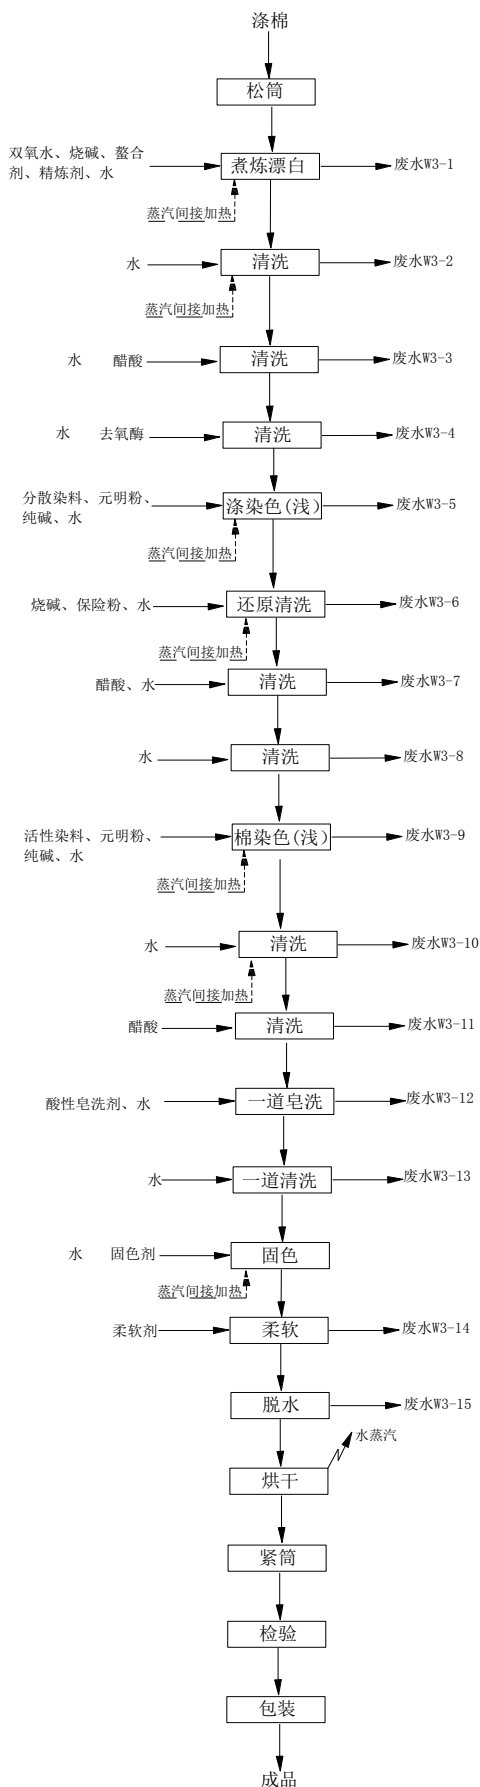 涤棉
松筒
双氧水、烧碱、螯合
剂、精炼剂、水
煮炼漂白
废水W3-1
蒸汽间接加热
水
清洗
废水W3-2
蒸汽间接加热
水 醋酸
清洗
废水W3-3
水 去氧酶
清洗
废水W3-4
分散染料、元明粉、
纯碱、水
涤染色(浅)
废水W3-5
蒸汽间接加热
烧碱、保险粉、水
还原清洗
废水W3-6
蒸汽间接加热
醋酸、水
清洗
废水W3-7
水
清洗
废水W3-8
活性染料、元明粉、
纯碱、水
棉染色(浅)
废水W3-9
蒸汽间接加热
水
清洗
废水W3-10
蒸汽间接加热
醋酸
清洗
废水W3-11
酸性皂洗剂、水
一道皂洗
废水W3-12
水
一道清洗
废水W3-13
水 固色剂
固色
蒸汽间接加热
柔软剂
柔软
废水W3-14
脱水
废水W3-15
水蒸汽
烘干
紧筒
检验
包装
成品